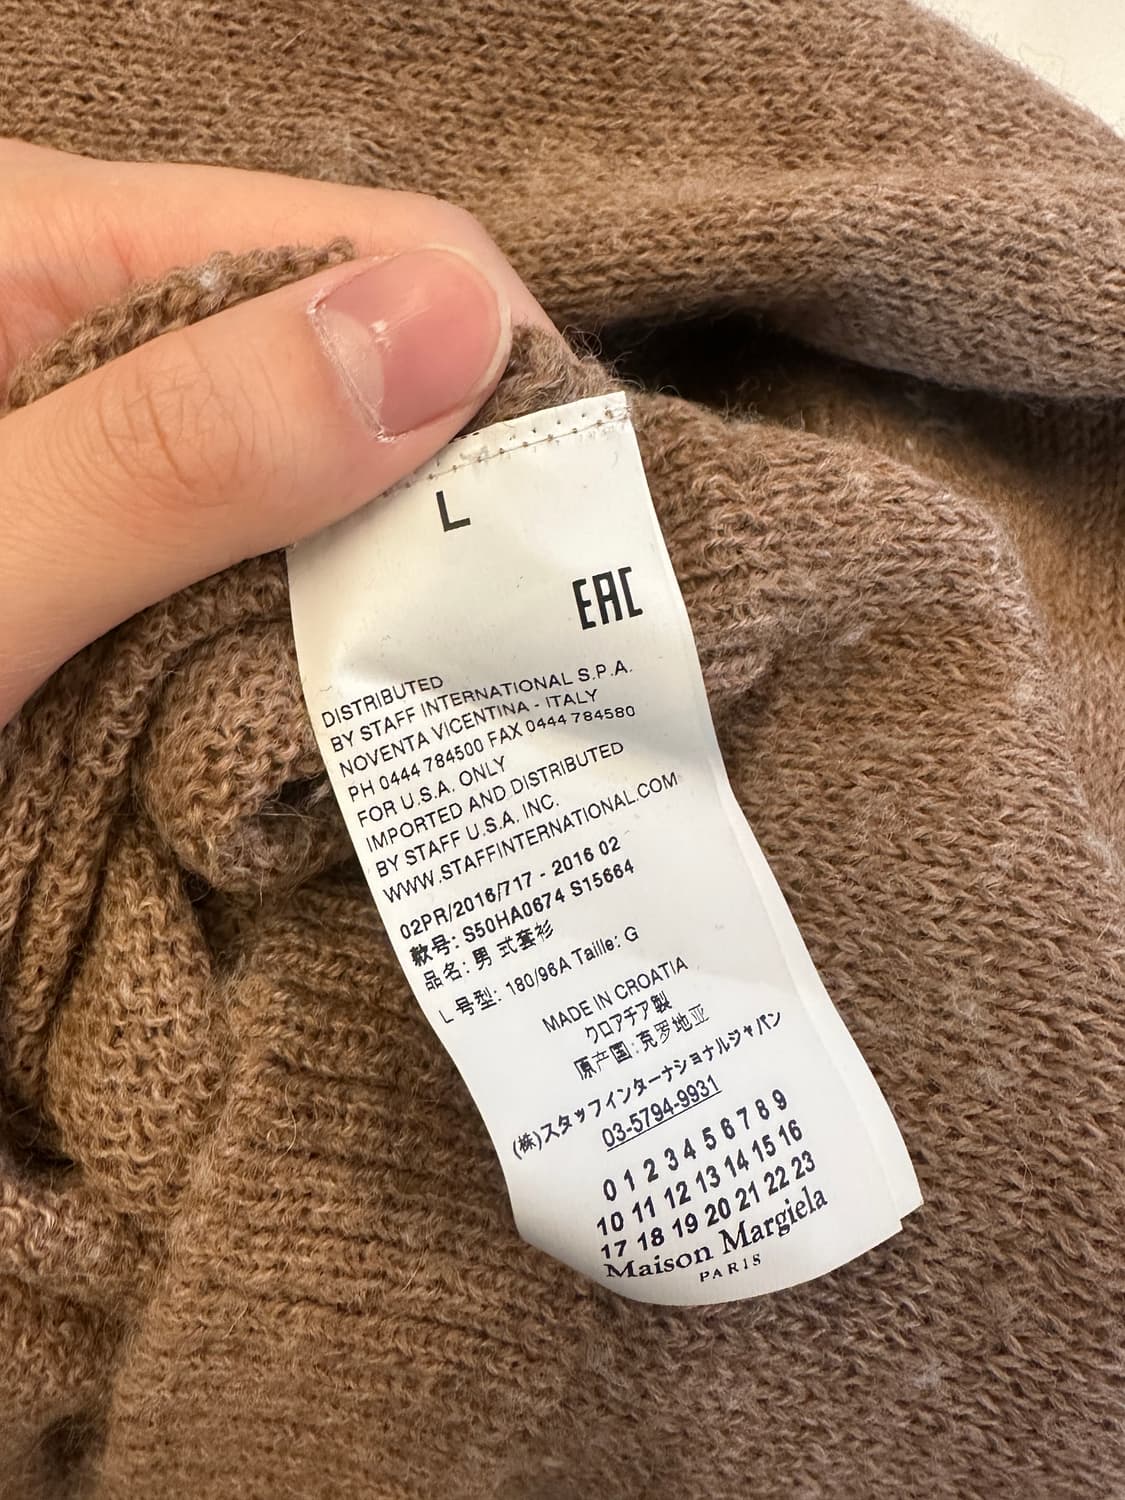 L
EAC
DISTRIBUTED
BY STAFF INTERNATIONAL S.P.A.
NOVENTA VICENTINA - ITALY
PH 0444 784500 FAX 0444 784580
FOR U.S.A. ONLY
IMPORTED AND DISTRIBUTED
BY STAFF U.S.A. INC.
WWW.STAFFINTERNATIONAL.COM
02PR/2016/717 - 2016 02
款号: S50HA0674 S15664
品名: 男 式套衫
L 号型: 180/96A Taille: G
MADE IN CROATIA
クロアチア製
原产国: 克罗地亚
(株)スタッフインターナショナルジャパン
03-5794-9931
0 1 2 3 4 5 6 7 8 9
10 11 12 13 14 15 16
17 18 19 20 21 22 23
Maison Margiela
PARIS